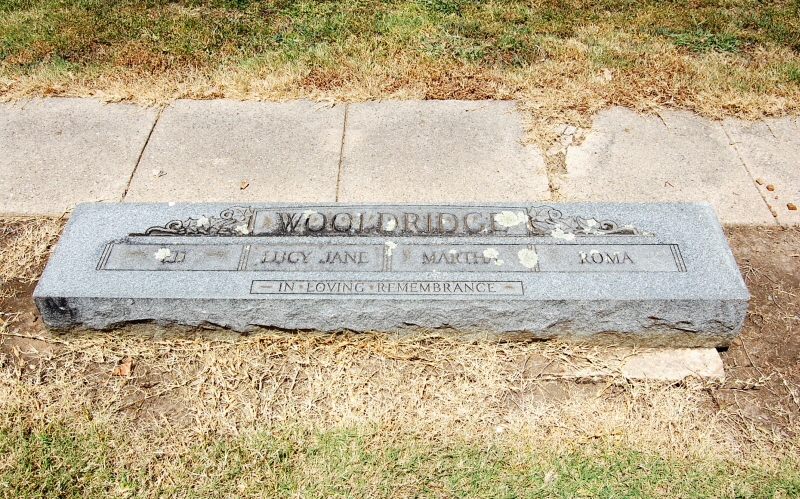 WOOLDRIDGE
LUCY JANE MARTHA ROMA
IN LOVING REMEMBRANCE